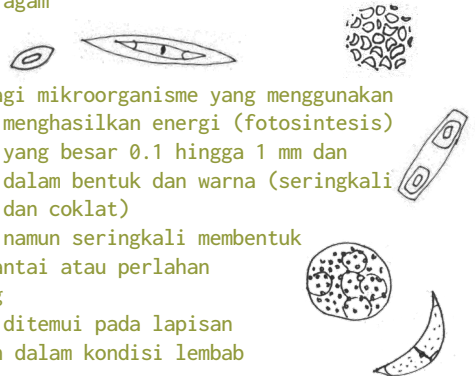 agam
agi mikroorganisme yang menggunakan
menghasilkan energi (fotosintesis)
yang besar 0.1 hingga 1 mm dan
dalam bentuk dan warna (seringkali
dan coklat)
namun seringkali membentuk
antai atau perlahan
g
ditemui pada lapisan
n dalam kondisi lembab